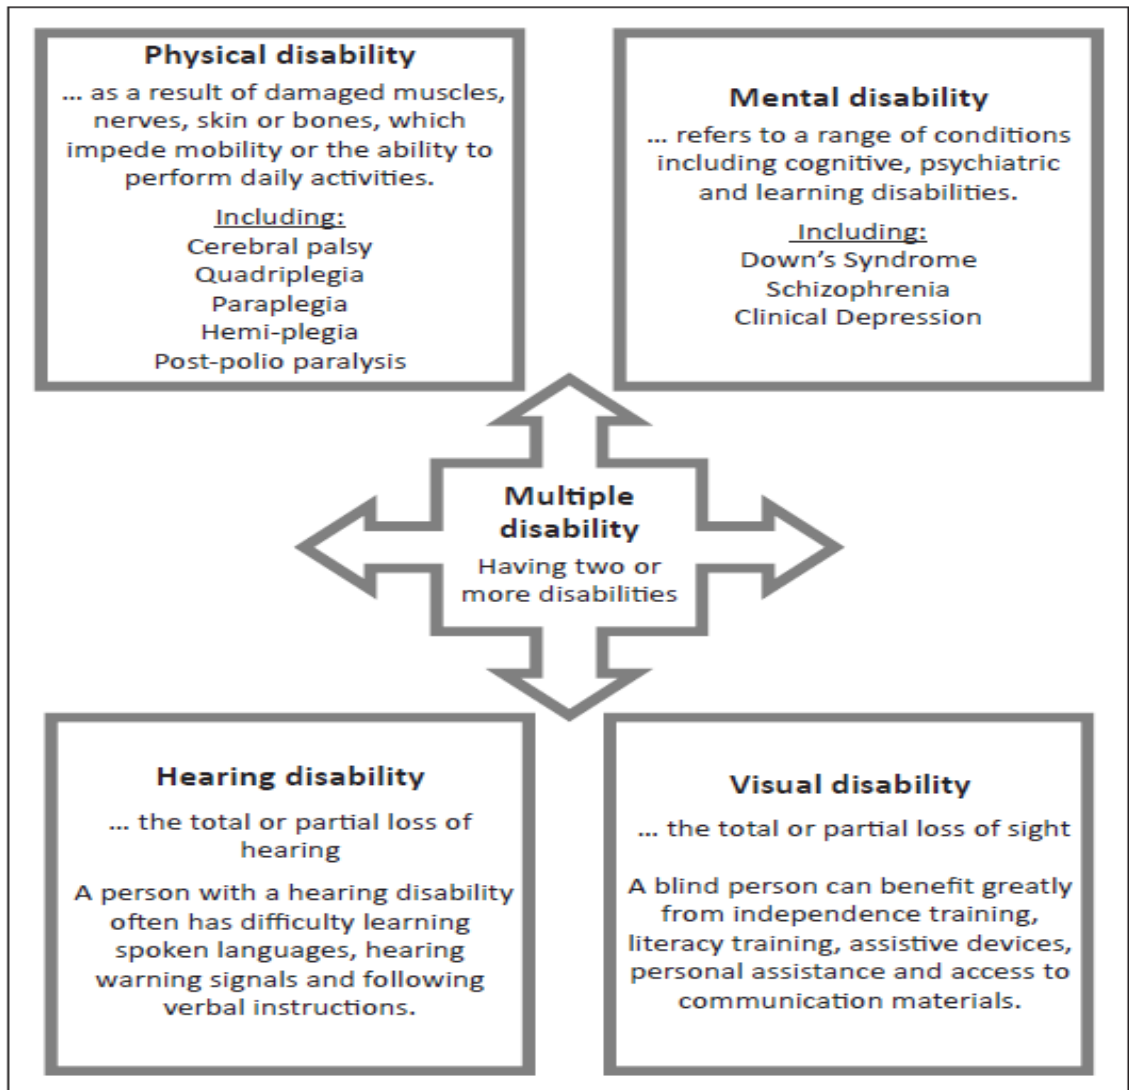 Physical disability
... as a result of damaged muscles,
nerves, skin or bones, which
impede mobility or the ability to
perform daily activities.
Including:
Cerebral palsy
Quadriplegia
Paraplegia
Hemi-plegia
Post-polio paralysis
Mental disability
... refers to a range of conditions
including cognitive, psychiatric
and learning disabilities.
Including:
Down's Syndrome
Schizophrenia
Clinical Depression
Multiple
disability
Having two or
more disabilities
Hearing disability
... the total or partial loss of
hearing
A person with a hearing disability
often has difficulty learning
spoken languages, hearing
warning signals and following
verbal instructions.
Visual disability
... the total or partial loss of sight
A blind person can benefit greatly
from independence training,
literacy training, assistive devices,
personal assistance and access to
communication materials.